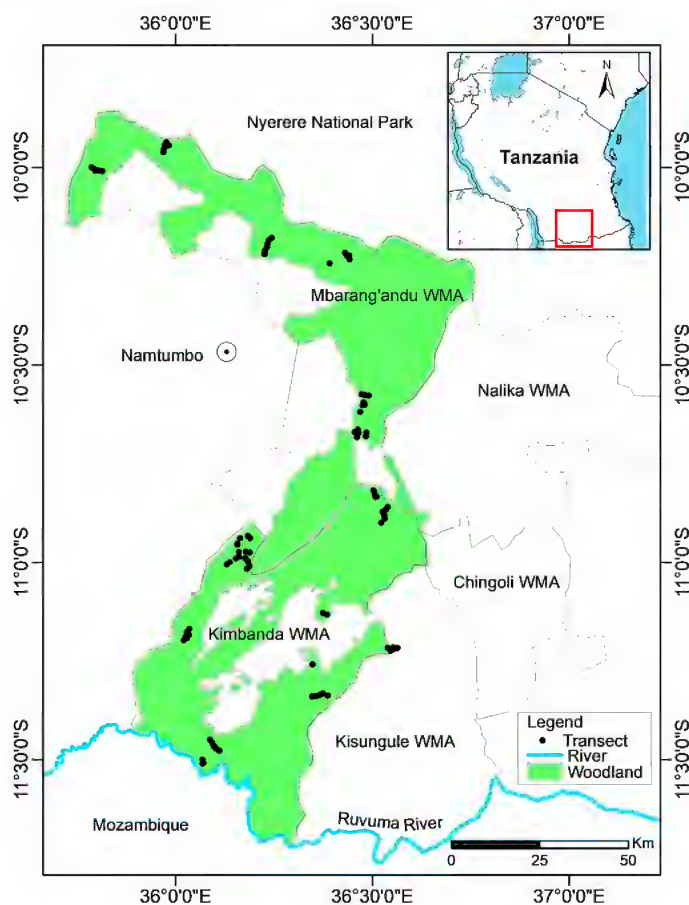 36°0'0"E 36°30'0"E 37°0'0"E
N
Nyerere National Park
Tanzania
10°0'0"S 10°0'0"S
Mbarang'andu WMA
Namtumbo
10°30'0"S 10°30'0"S
Nalika WMA
11°0'0"S 11°0'0"S
Chingoli WMA
Kimbanda WMA
Legend
Transect
River
Woodland
Kisungule WMA
11°30'0"S 11°30'0"S
Mozambique
Ruvuma River
Km
0 25 50
36°0'0"E 36°30'0"E 37°0'0"E